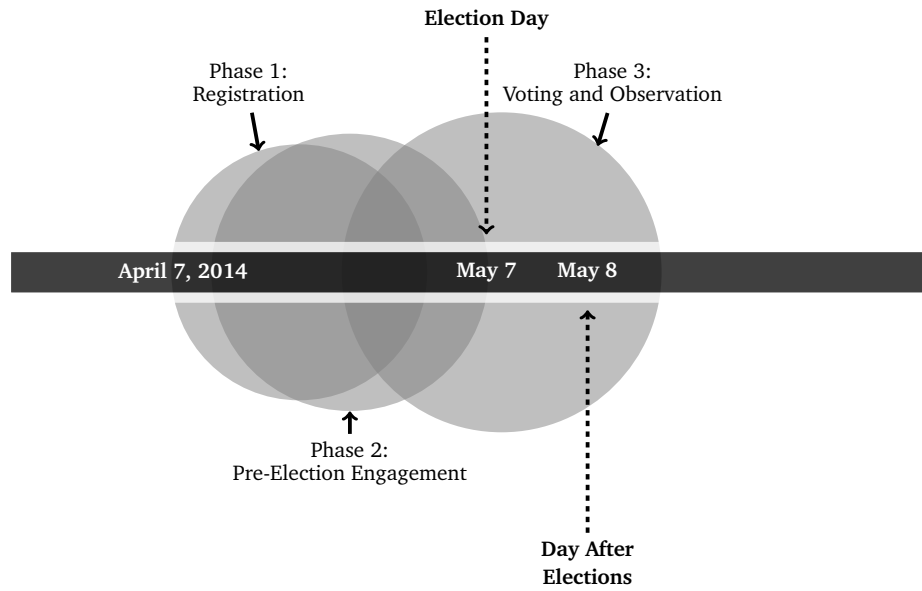 Election Day
Phase 1:
Registration
Phase 3:
Voting and Observation
April 7, 2014
May 7
May 8
Phase 2:
Pre-Election Engagement
Day After
Elections